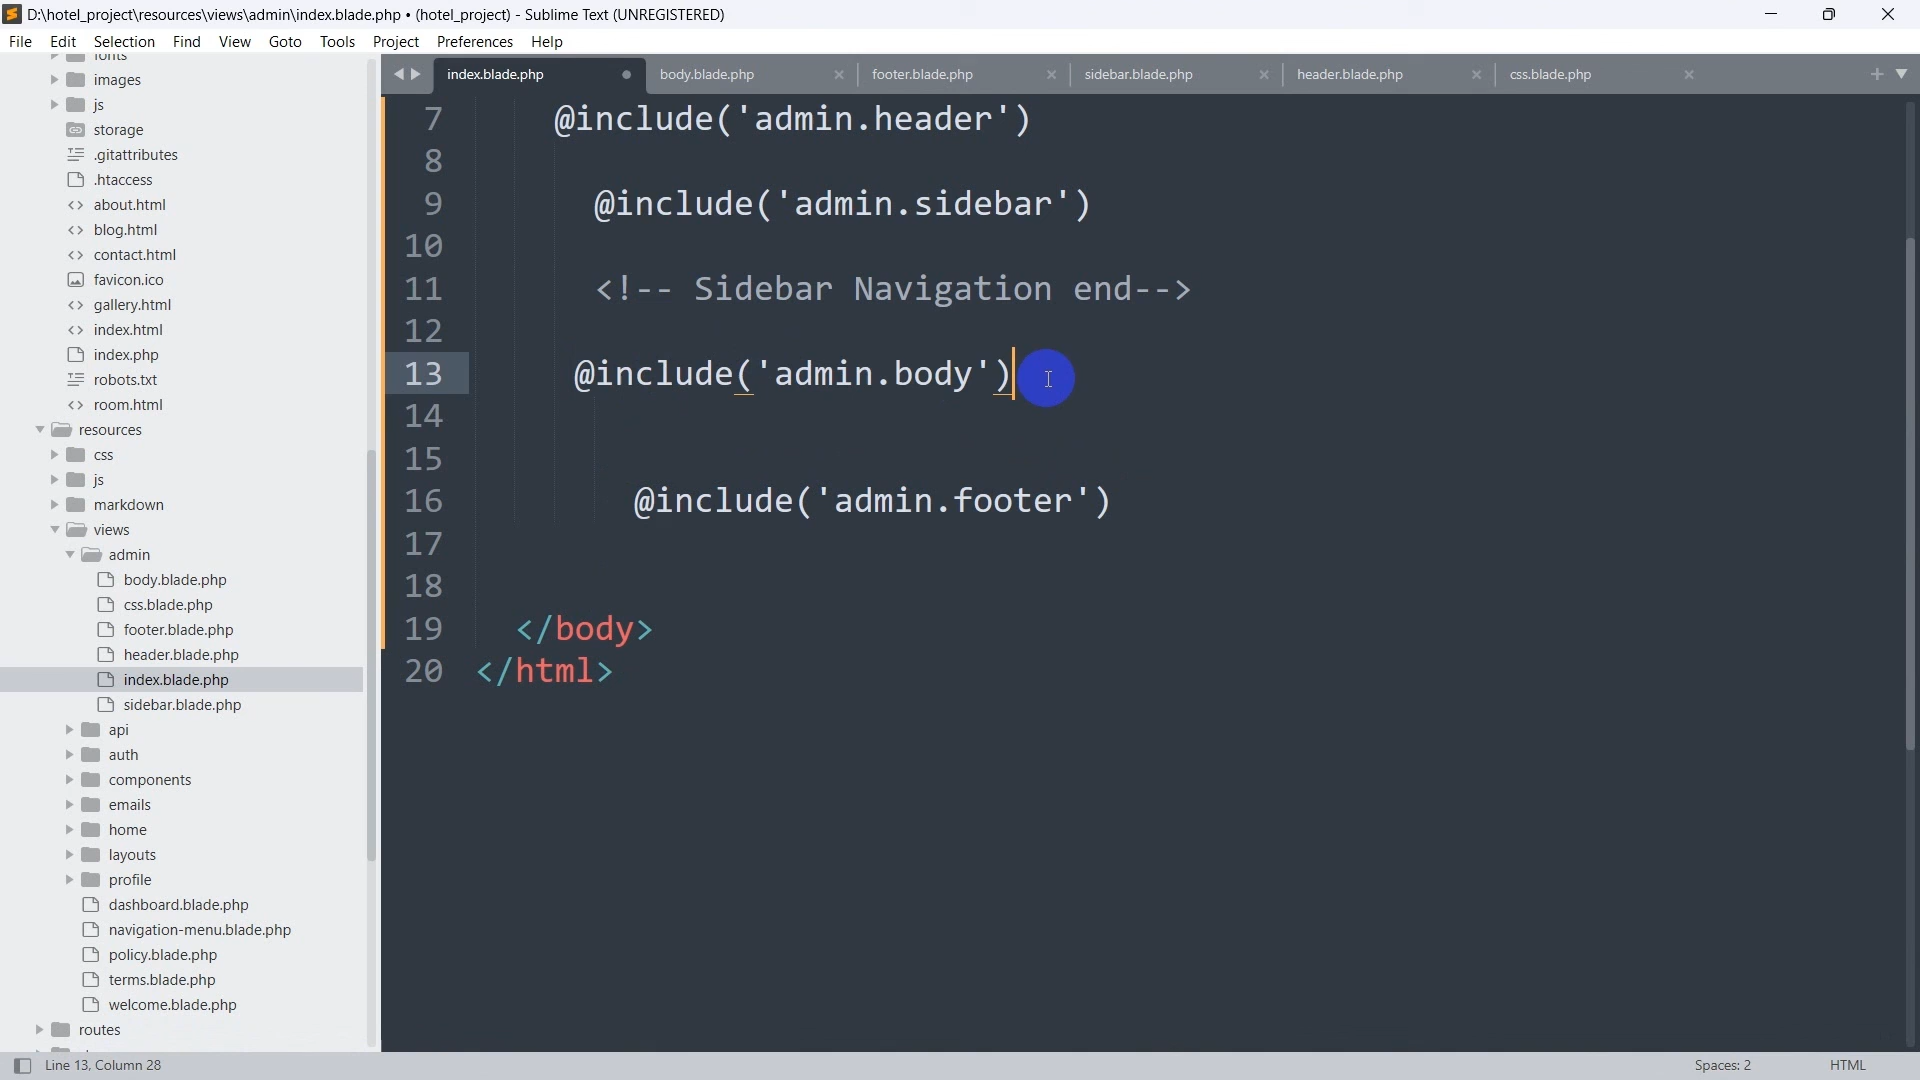 D:\hotel_project\resources\views\admin\index.blade.php • (hotel_project) - Sublime Text (UNREGISTERED)
File Edit Selection Find View Goto Tools Project Preferences Help
fonts
images
js
storage
.gitattributes
.htaccess
about.html
blog.html
contact.html
favicon.ico
gallery.html
index.html
index.php
robots.txt
room.html
resources
css
js
markdown
views
admin
body.blade.php
css.blade.php
footer.blade.php
header.blade.php
index.blade.php
sidebar.blade.php
api
auth
components
emails
home
layouts
profile
dashboard.blade.php
navigation-menu.blade.php
policy.blade.php
terms.blade.php
welcome.blade.php
routes
index.blade.php body.blade.php footer.blade.php sidebar.blade.php header.blade.php css.blade.php
7 @include('admin.header')
8
9 @include('admin.sidebar')
10
11 <!-- Sidebar Navigation end-->
12
13 @include('admin.body')
14
15
16 @include('admin.footer')
17
18
19 </body>
20 </html>
Line 13, Column 28 Spaces: 2 HTML